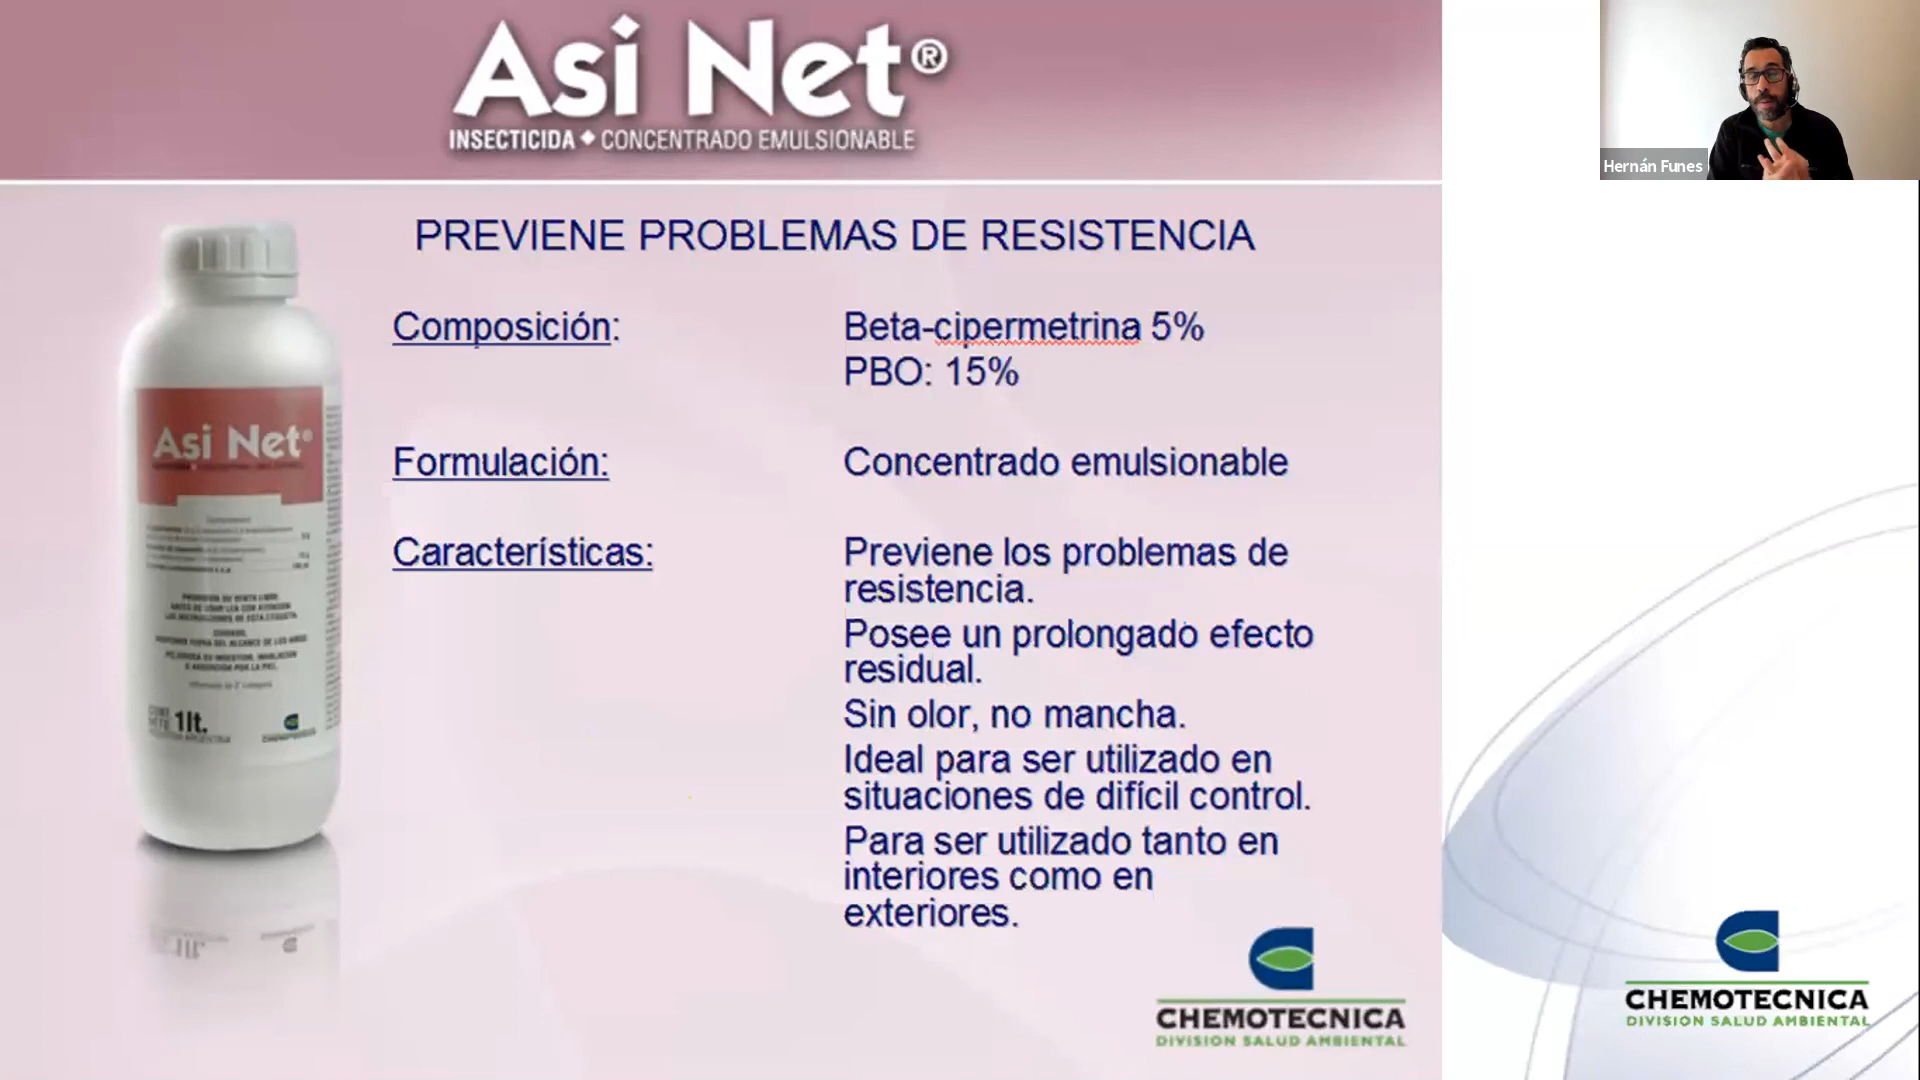 Asi Net®
INSECTICIDA ◆ CONCENTRADO EMULSIONABLE
Hernán Funes
PREVIENE PROBLEMAS DE RESISTENCIA
Composición:
Beta-cipermetrina 5%
PBO: 15%
Formulación:
Concentrado emulsionable
Características:
Previene los problemas de
resistencia.
Posee un prolongado efecto
residual.
Sin olor, no mancha.
Ideal para ser utilizado en
situaciones de difícil control.
Para ser utilizado tanto en
interiores como en
exteriores.
Asi Net®
CONT.
NETO 1lt.
CHEMOTECNICA
CHEMOTECNICA
DIVISION SALUD AMBIENTAL
CHEMOTECNICA
DIVISION SALUD AMBIENTAL